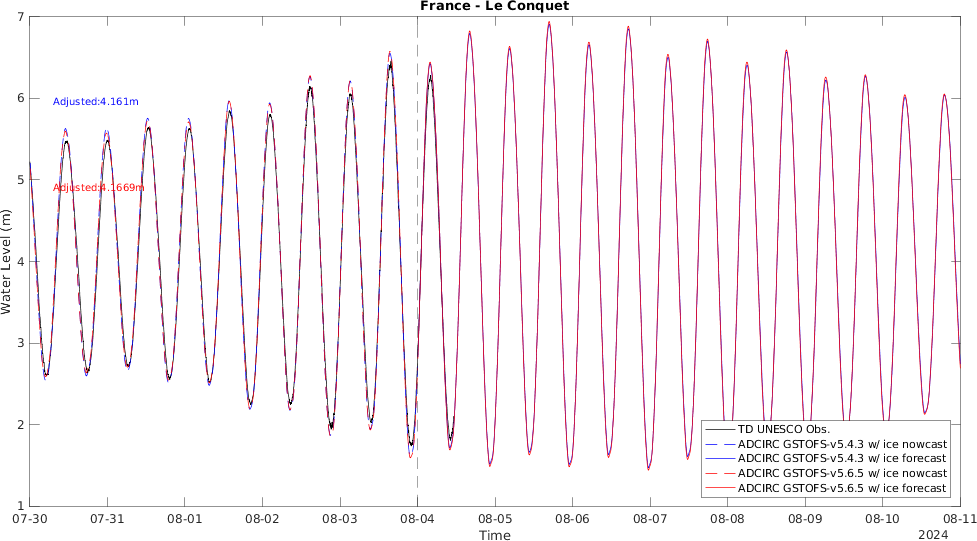 France - Le Conquet
7
6
5
4
3
2
1
Water Level (m)
Adjusted:4.161m
Adjusted:4.1669m
TD UNESCO Obs.
ADCIRC GSTOFS-v5.4.3 w/ ice nowcast
ADCIRC GSTOFS-v5.4.3 w/ ice forecast
ADCIRC GSTOFS-v5.6.5 w/ ice nowcast
ADCIRC GSTOFS-v5.6.5 w/ ice forecast
07-30 07-31 08-01 08-02 08-03 08-04 08-05 08-06 08-07 08-08 08-09 08-10 08-11
Time
2024